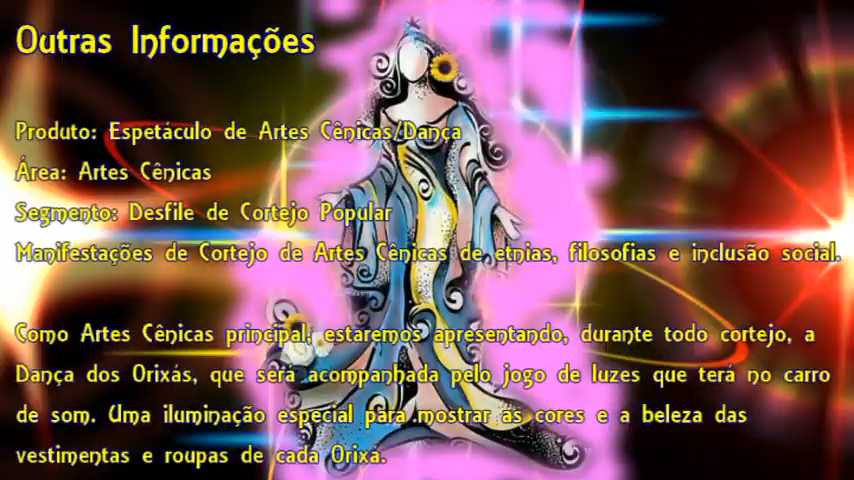 Outras Informações
Produto: Espetáculo de Artes Cênicas/Dança
Área: Artes Cênicas
Segmento: Desfile de Cortejo Popular
Manifestações de Cortejo de Artes Cênicas de etnias, filosofias e inclusão social.
Como Artes Cênicas principal, estaremos apresentando, durante todo cortejo, a
Dança dos Orixás, que será acompanhada pelo jogo de luzes que terá no carro
de som. Uma iluminação especial para mostrar as cores e a beleza das
vestimentas e roupas de cada Orixa.